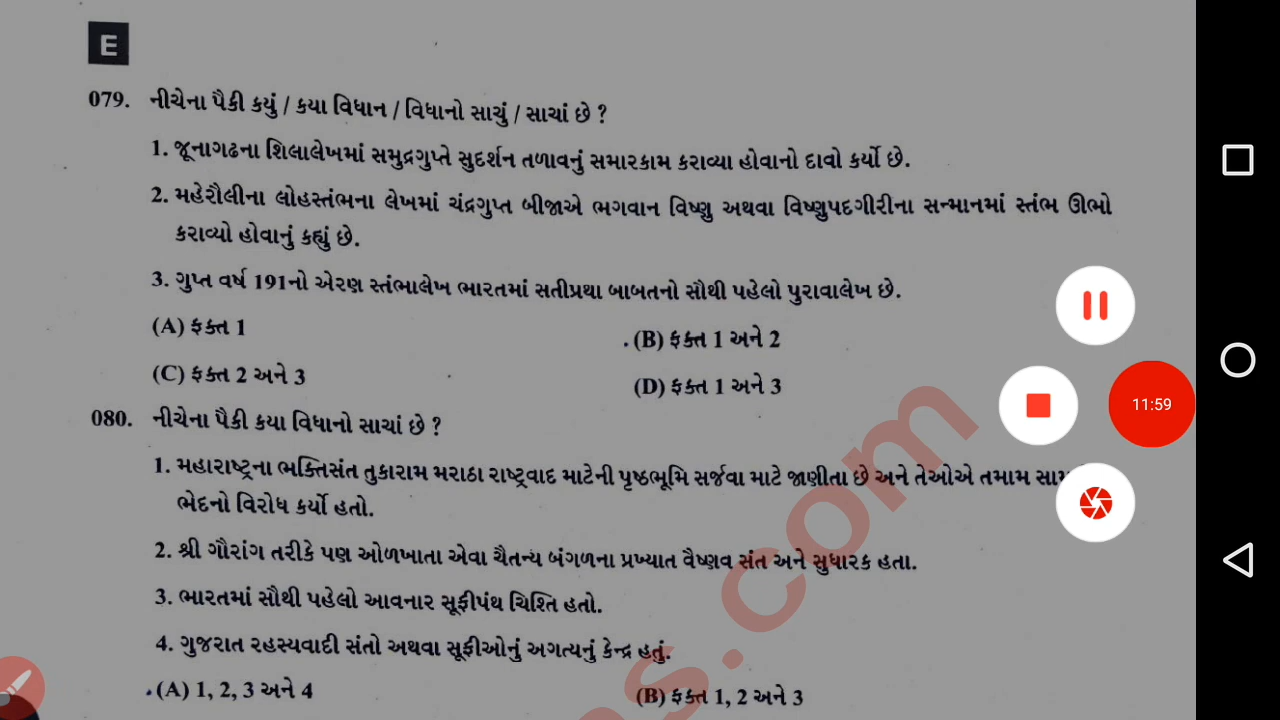 E
079. નીચેના પૈકી કયું / કયા વિધાન / વિધાનો સાચું / સાચાં છે ?
1. જૂનાગઢના શિલાલેખમાં સમુદ્રગુપ્તે સુદર્શન તળાવનું સમારકામ કરાવ્યા હોવાનો દાવો કર્યો છે.
2. મહેરૌલીના લોહસ્તંભના લેખમાં ચંદ્રગુપ્ત બીજાએ ભગવાન વિષ્ણુ અથવા વિષ્ણુપદગીરીના સન્માનમાં સ્તંભ ઊભો
કરાવ્યો હોવાનું કહ્યું છે.
3. ગુપ્ત વર્ષ 191નો એરણ સ્તંભાલેખ ભારતમાં સતીપ્રથા બાબતનો સૌથી પહેલો પુરાવાલેખ છે.
(A) ફક્ત 1 (B) ફક્ત 1 અને 2
(C) ફક્ત 2 અને 3 (D) ફક્ત 1 અને 3
080. નીચેના પૈકી કયા વિધાનો સાચાં છે ?
1. મહારાષ્ટ્રના ભક્તિસંત તુકારામ મરાઠા રાષ્ટ્રવાદ માટેની પૃષ્ઠભૂમિ સર્જવા માટે જાણીતા છે અને તેઓએ તમામ
ભેદનો વિરોધ કર્યો હતો.
2. શ્રી ગૌરાંગ તરીકે પણ ઓળખાતા એવા ચૈતન્ય બંગળના પ્રખ્યાત વૈષ્ણવ સંત અને સુધારક હતા.
3. ભારતમાં સૌથી પહેલો આવનાર સૂફીપંથ ચિશ્તિ હતો.
4. ગુજરાત રહસ્યવાદી સંતો અથવા સૂફીઓનું અગત્યનું કેન્દ્ર હતું.
(A) 1, 2, 3 અને 4 (B) ફક્ત 1, 2 અને 3
s.com
11:59